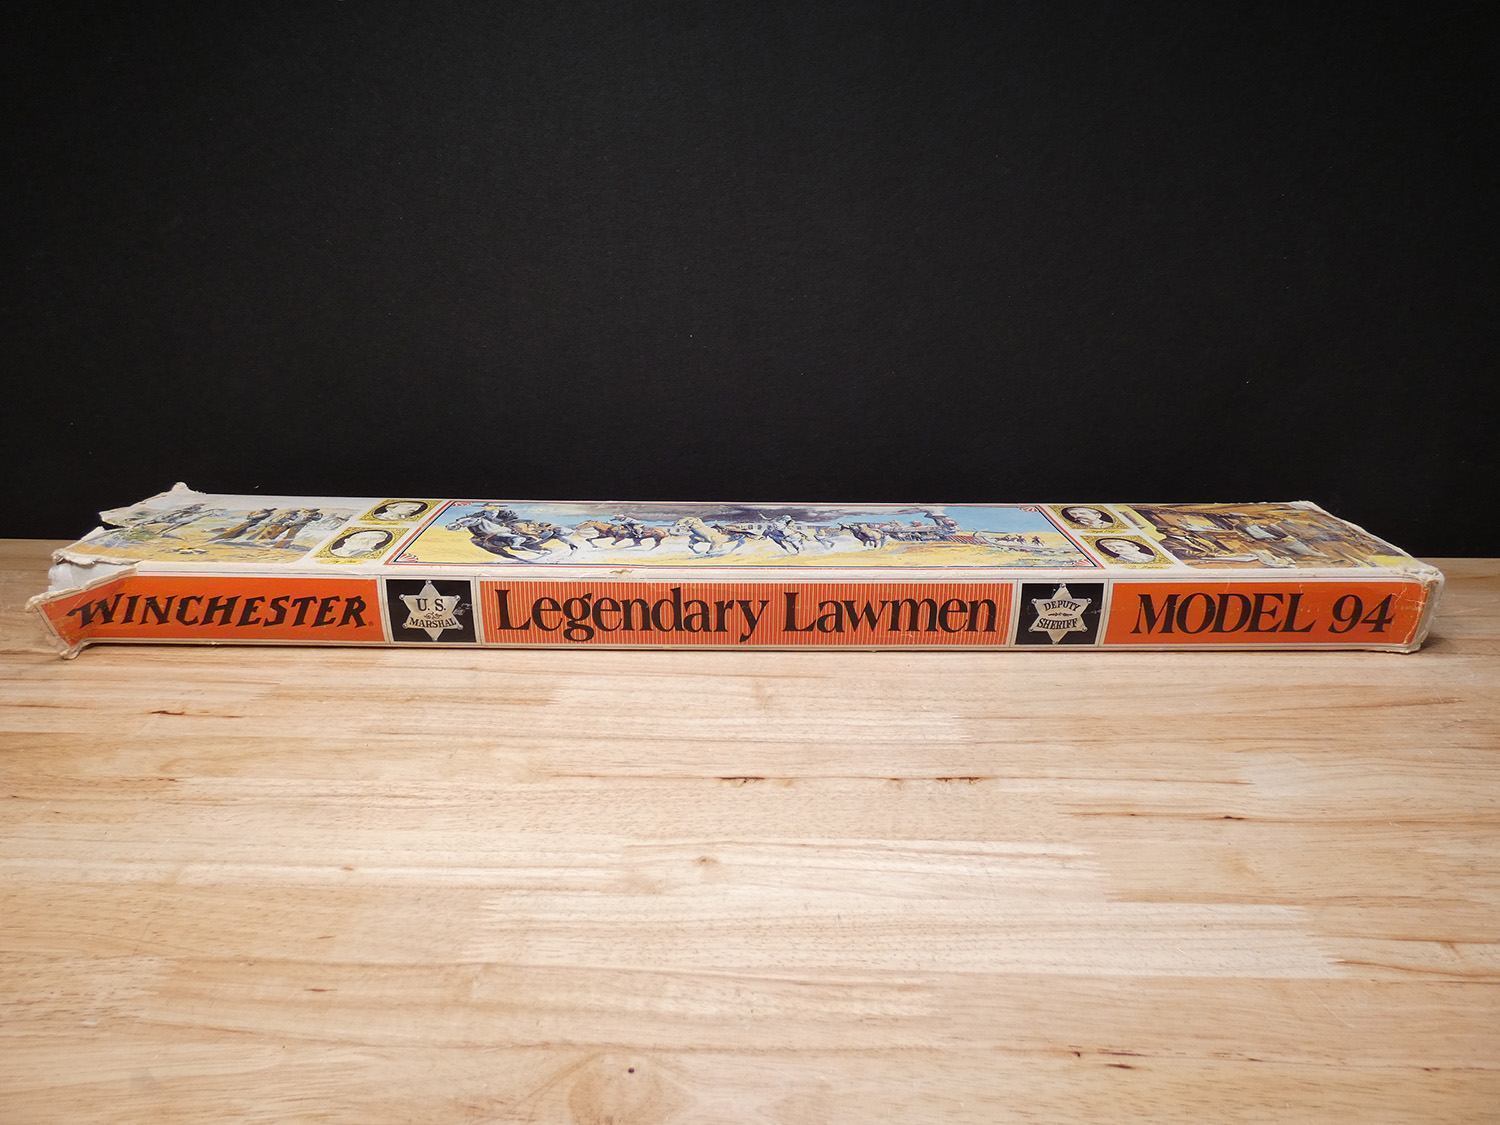 WINCHESTER®
U. S.
MARSHAL
Legendary Lawmen
DEPUTY
SHERIFF
MODEL 94